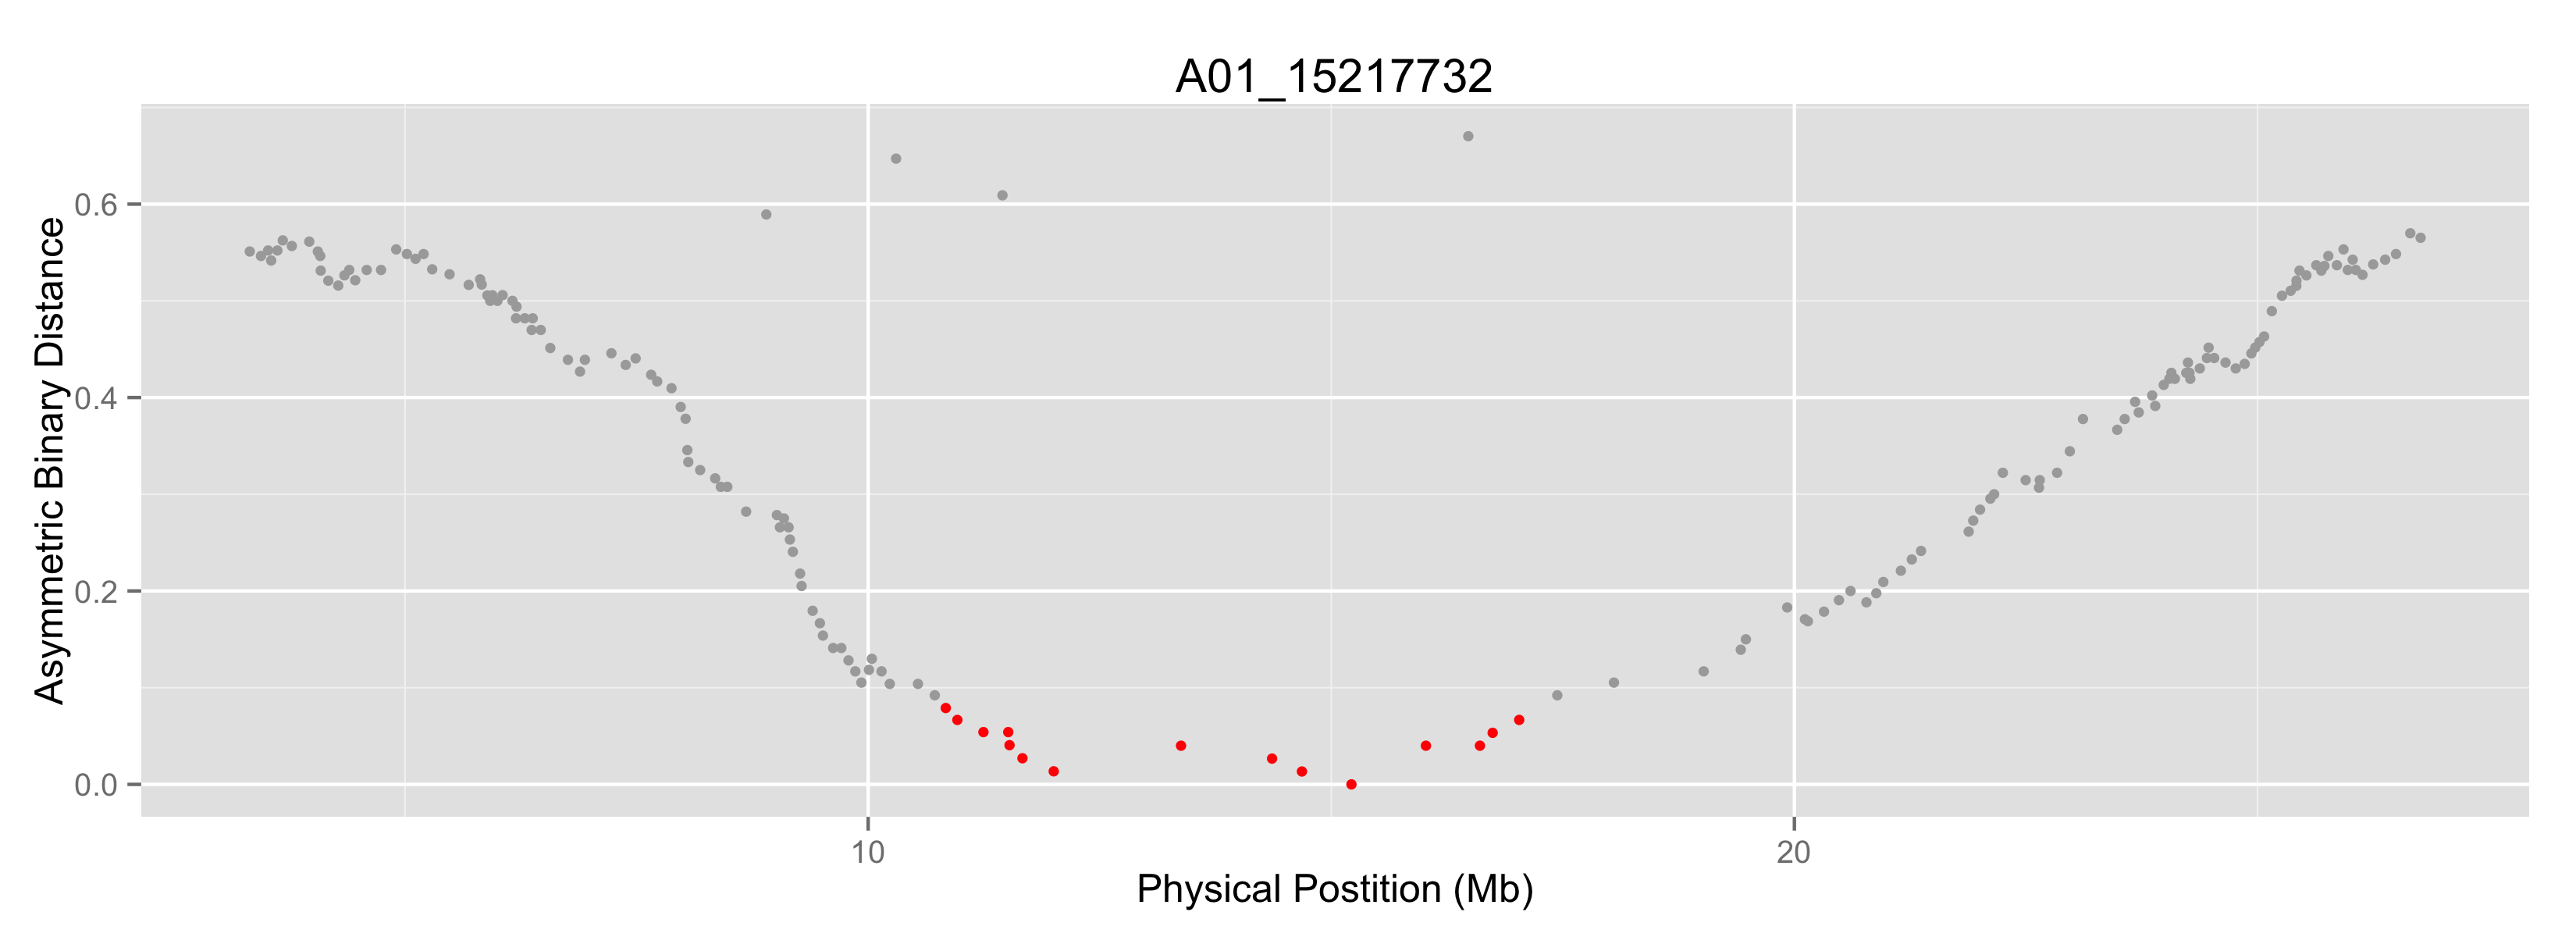 A01_15217732
Asymmetric Binary Distance
0.6
0.4
0.2
0.0
10
20
Physical Postition (Mb)